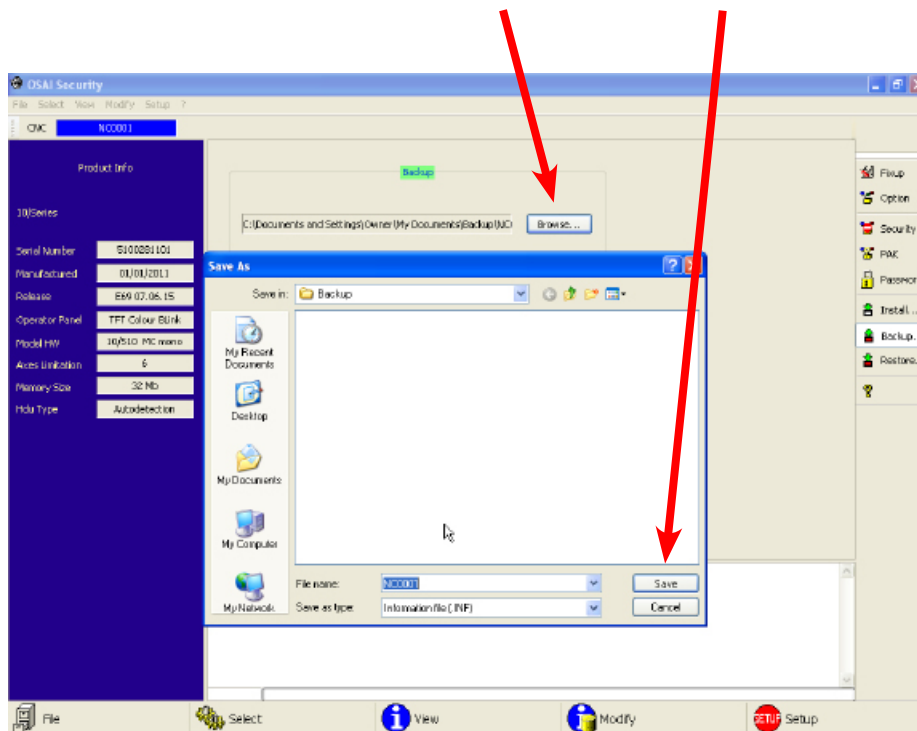 OSAI Security
File Select View Modify Setup ?
CNC NC0001
Product Info
10/Series
Serial Number 5100281101
Manufactured 01/01/2011
Release E69 07.06.15
Operator Panel TFT Colour Blink
Model HW 10/510 MC mono
Axes Limitation 6
Memory Size 32 Mb
Hdu Type Autodetection
Backup
C:\Documents and Settings\Owner\My Documents\Backup\NC
Browse...
Save As
Save in: Backup
My Recent
Documents
Desktop
My Documents
My Computer
My Network
File name: NC0001
Save as type: Information file (.INF)
Save
Cancel
Fixup
Option
Security
PAK
Passwor
Install...
Backup.
Restore.
File
Select
View
Modify
SETUP Setup